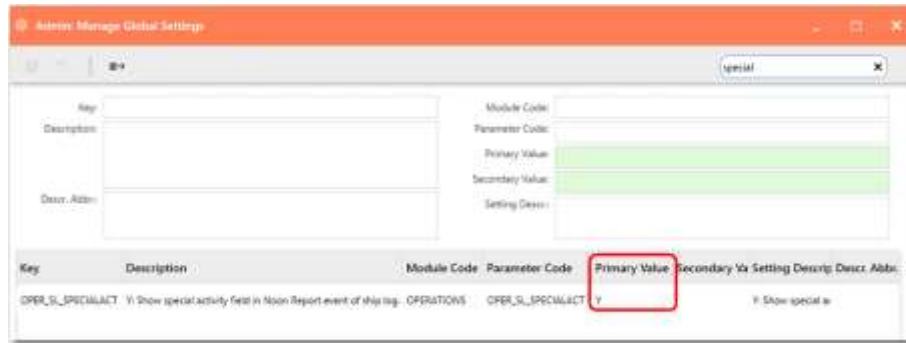 Admin: Manage Global Settings
special
Key:
Module Code:
Description:
Parameter Code:
Primary Value:
Secondary Value:
Descr. Abbr.:
Setting Descr.:
Key Description Module Code Parameter Code Primary Value Secondary Va Setting Descrip Descr. Abbr.
OPER_SL_SPECIALACT Y: Show special activity field in Noon Report event of ship log. OPERATIONS OPER_SL_SPECIALACT Y Y: Show special a